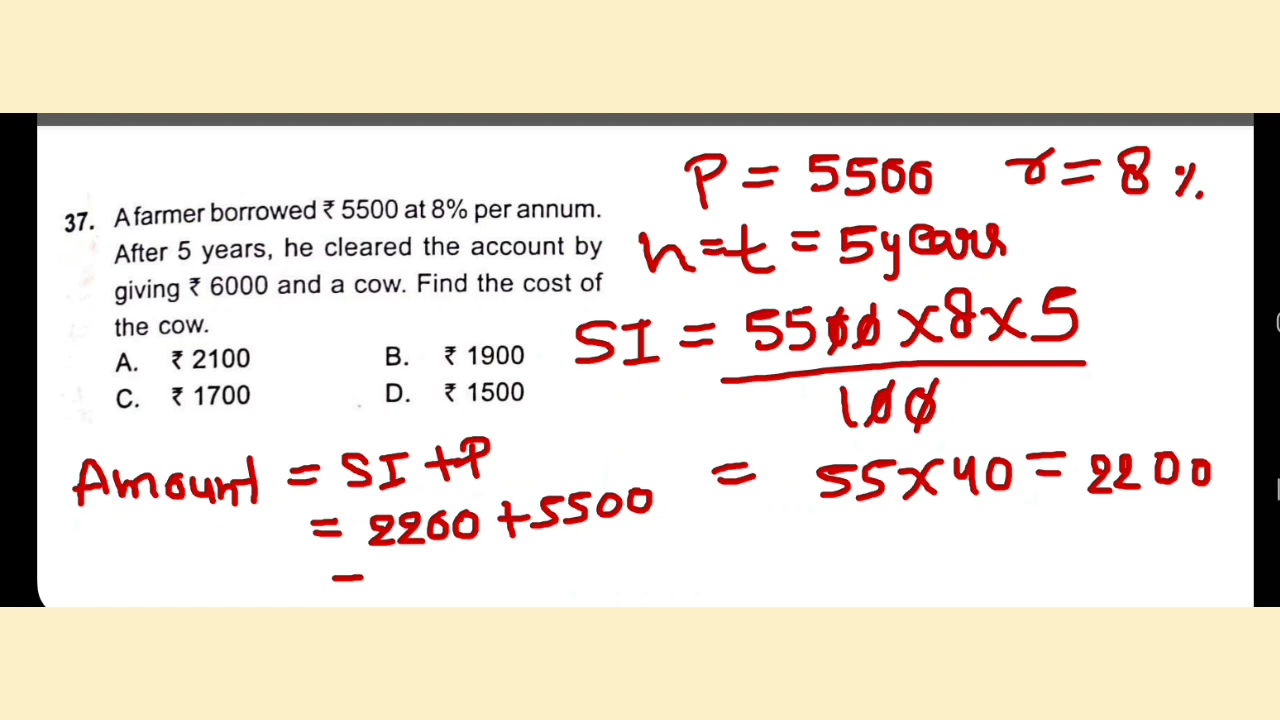 37. A farmer borrowed ₹ 5500 at 8% per annum.
After 5 years, he cleared the account by
giving ₹ 6000 and a cow. Find the cost of
the cow.
A. ₹ 2100 B. ₹ 1900
C. ₹ 1700 D. ₹ 1500
P = 5500 r = 8 %
n = t = 5 years
SI = 5500 × 8 × 5
100
= 55 × 40 = 2200
Amount = SI + P
= 2200 + 5500
=